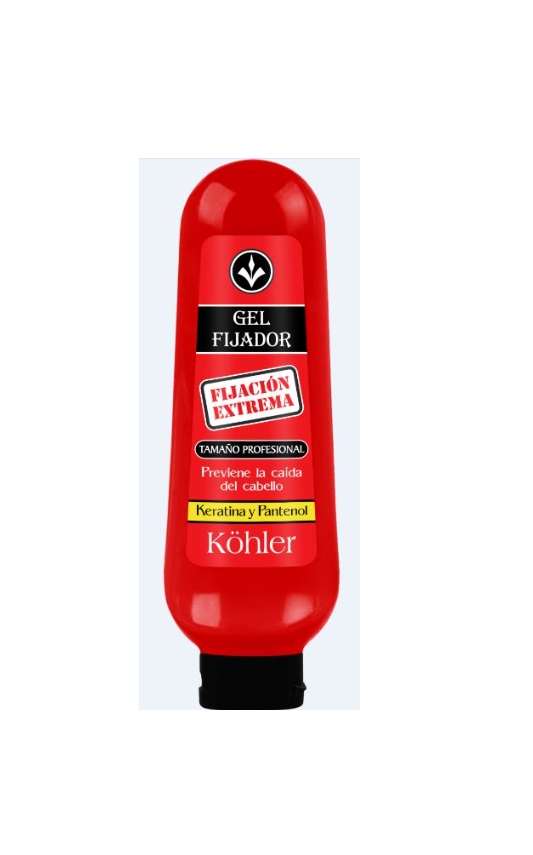 GEL
FIJADOR
FIJACIÓN
EXTREMA
TAMAÑO PROFESIONAL
Previene la caída
del cabello
Keratina y Pantenol
Köhler